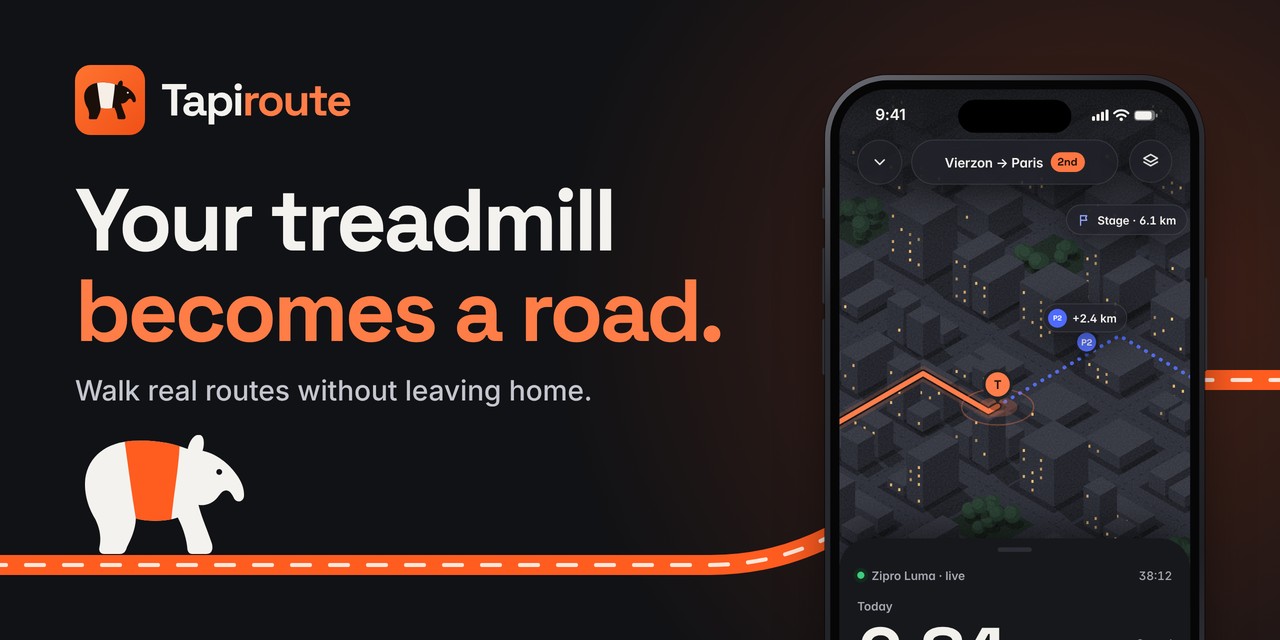 Tapiroute
Your treadmill
becomes a road.
Walk real routes without leaving home.
9:41
Vierzon → Paris 2nd
Stage · 6.1 km
P2 +2.4 km
P2
T
Zipro Luma · live 38:12
Today